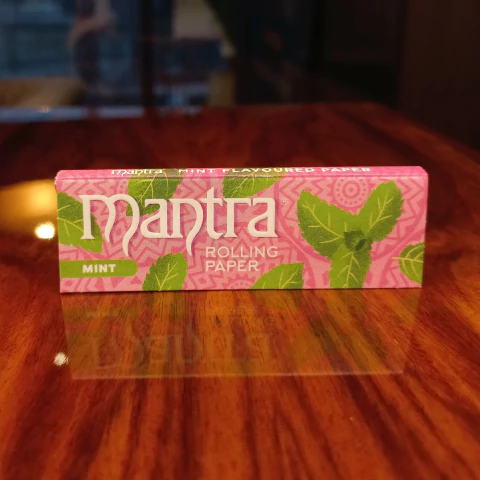 mantra MINT FLAVOURED PAPER
mantra
ROLLING
PAPER
MINT